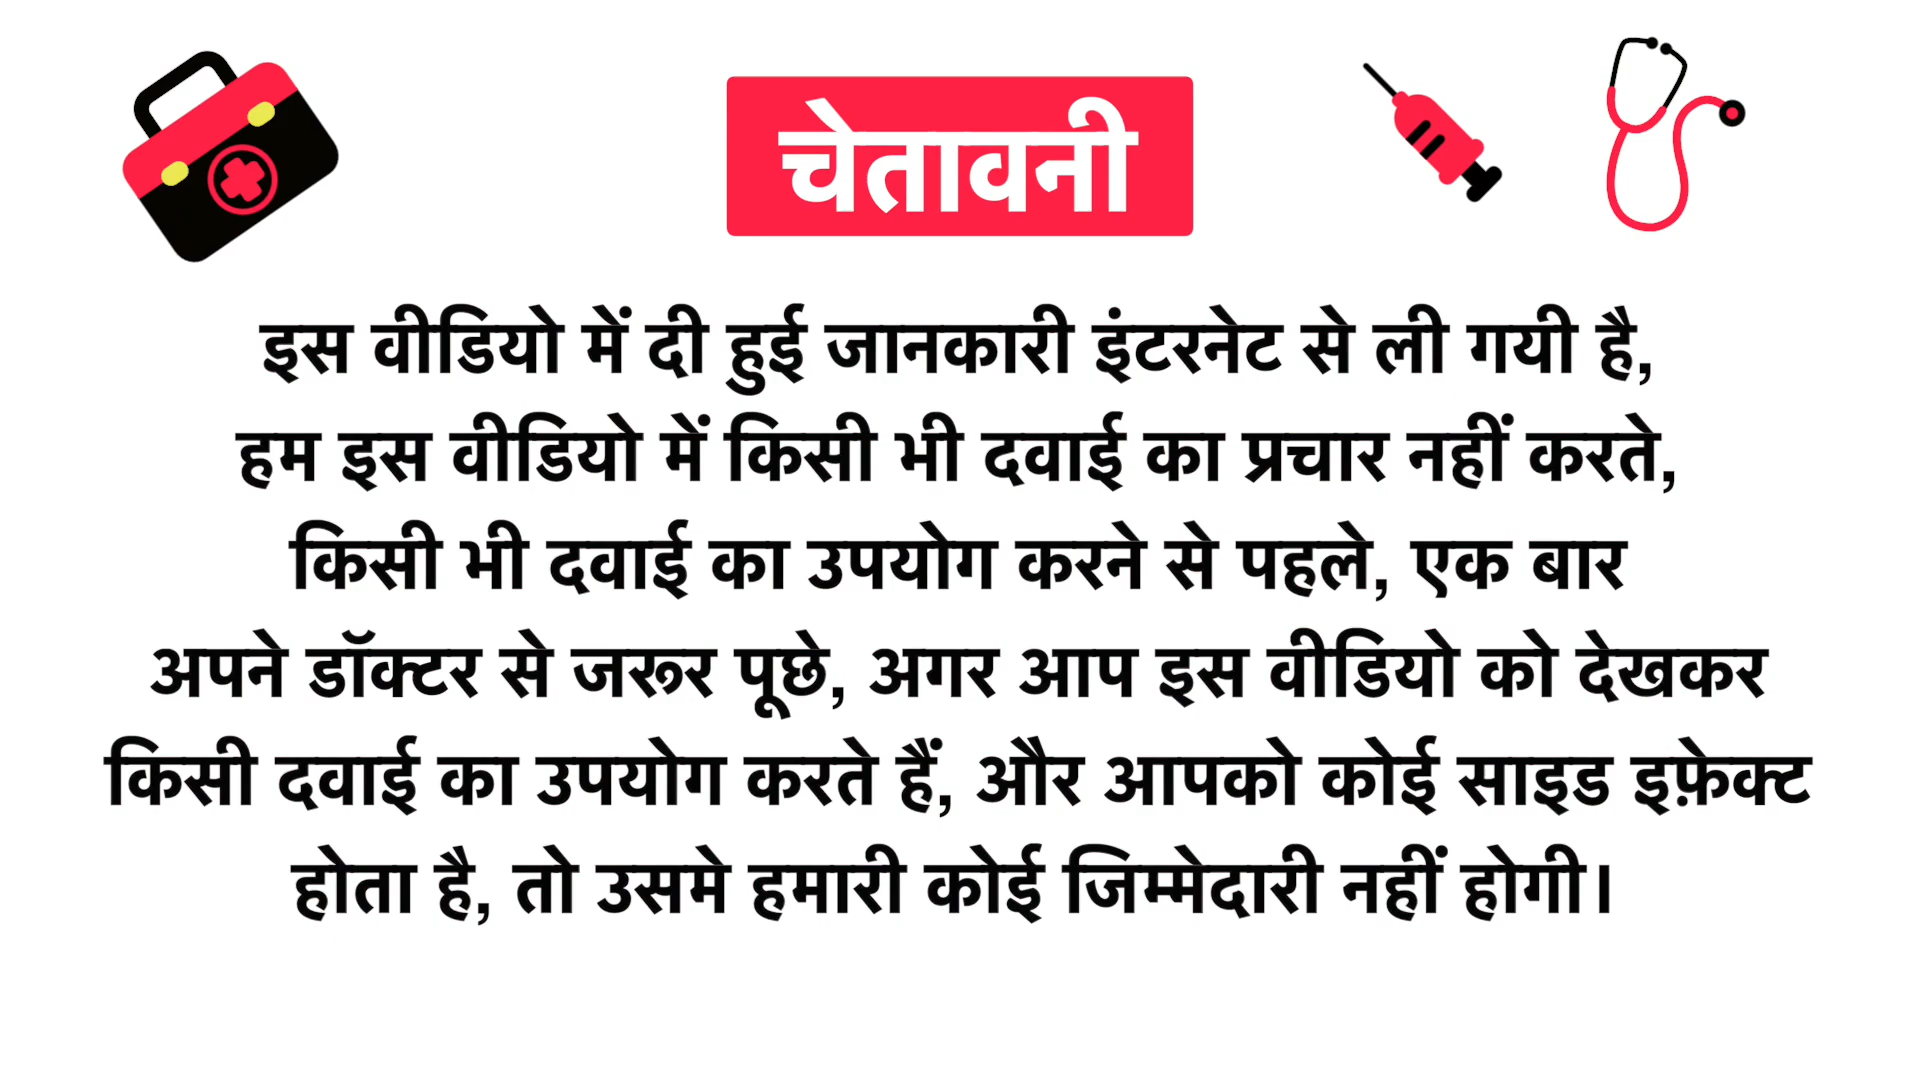 चेतावनी
इस वीडियो में दी हुई जानकारी इंटरनेट से ली गयी है,
हम इस वीडियो में किसी भी दवाई का प्रचार नहीं करते,
किसी भी दवाई का उपयोग करने से पहले, एक बार
अपने डॉक्टर से जरूर पूछे, अगर आप इस वीडियो को देखकर
किसी दवाई का उपयोग करते हैं, और आपको कोई साइड इफ़ेक्ट
होता है, तो उसमे हमारी कोई जिम्मेदारी नहीं होगी।